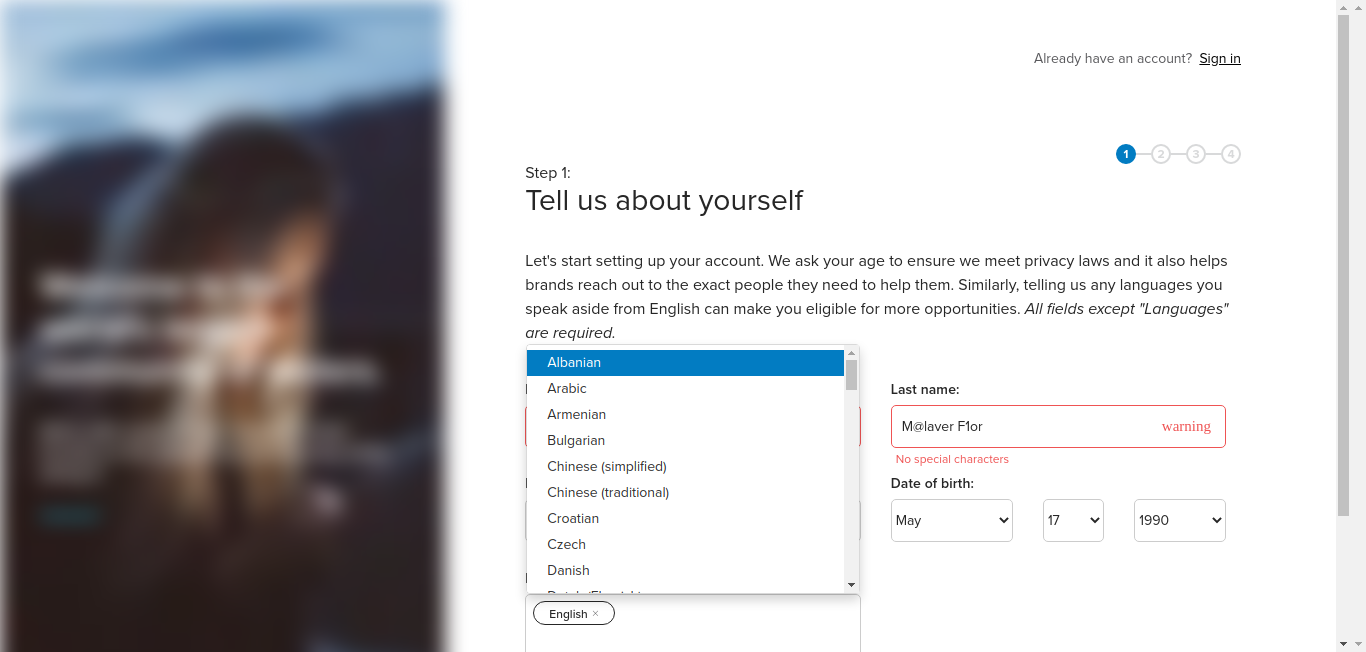 Already have an account? Sign in
1 2 3 4
Step 1:
Tell us about yourself
Let's start setting up your account. We ask your age to ensure we meet privacy laws and it also helps
brands reach out to the exact people they need to help them. Similarly, telling us any languages you
speak aside from English can make you eligible for more opportunities. All fields except "Languages"
are required.
Albanian
Arabic
Armenian
Bulgarian
Chinese (simplified)
Chinese (traditional)
Croatian
Czech
Danish
Last name:
M@laver F1or warning
No special characters
Date of birth:
May 17 1990
English ×